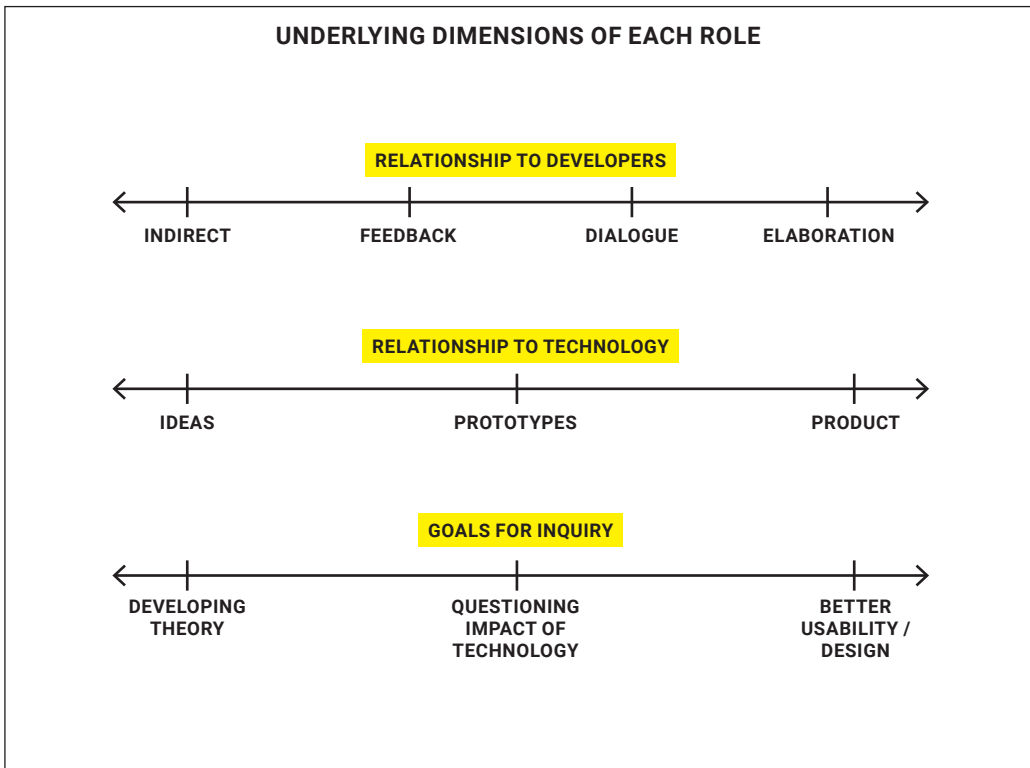 UNDERLYING DIMENSIONS OF EACH ROLE
RELATIONSHIP TO DEVELOPERS
INDIRECT FEEDBACK DIALOGUE ELABORATION
RELATIONSHIP TO TECHNOLOGY
IDEAS PROTOTYPES PRODUCT
GOALS FOR INQUIRY
DEVELOPING
THEORY
QUESTIONING
IMPACT OF
TECHNOLOGY
BETTER
USABILITY /
DESIGN